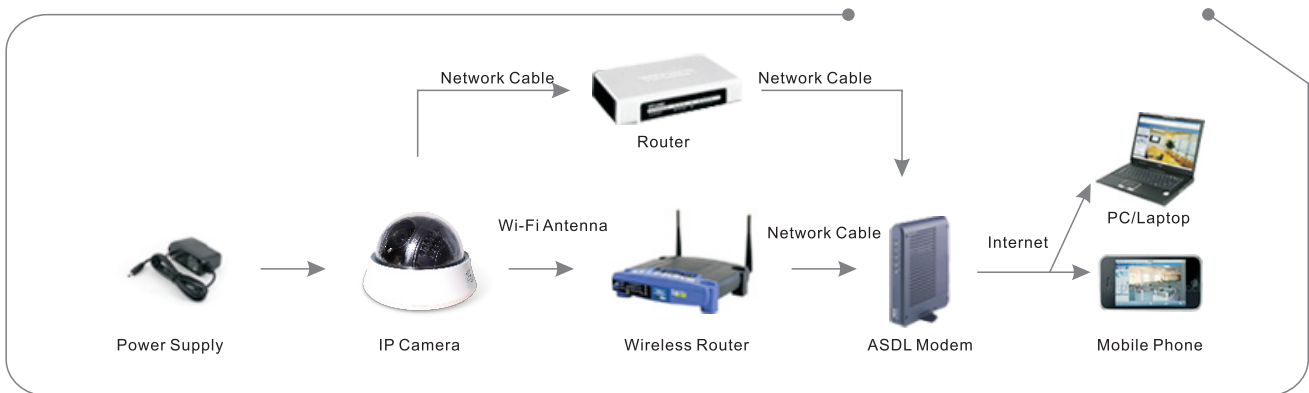 Network Cable
Network Cable
Router
PC/Laptop
Wi-Fi Antenna
Network Cable
Internet
Power Supply
IP Camera
Wireless Router
ASDL Modem
Mobile Phone